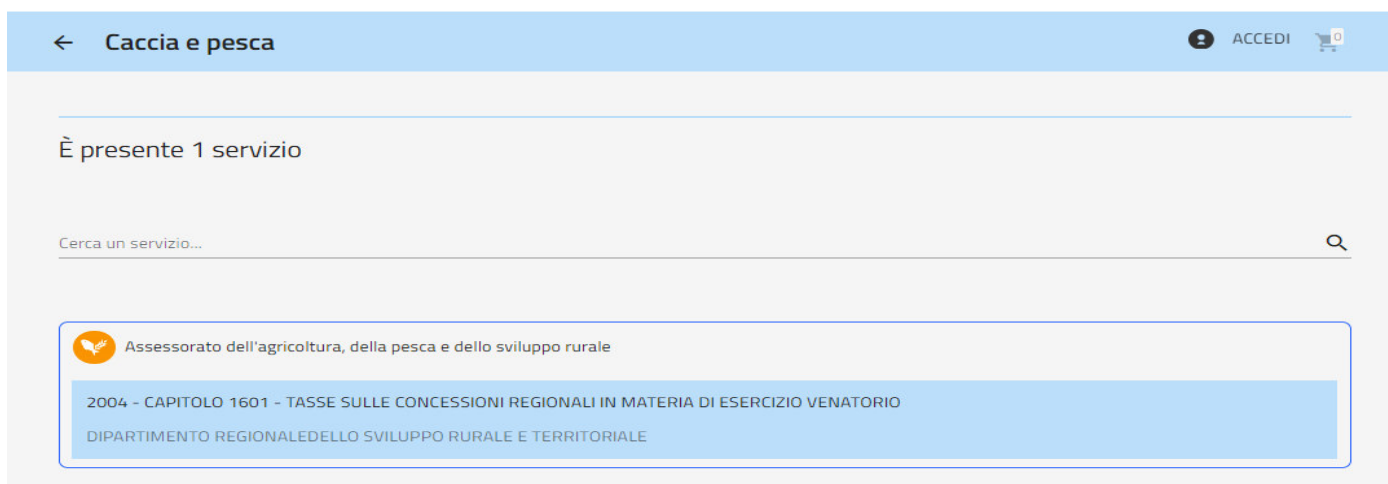 Caccia e pesca
ACCEDI
0
È presente 1 servizio
Cerca un servizio...
Assessorato dell'agricoltura, della pesca e dello sviluppo rurale
2004 - CAPITOLO 1601 - TASSE SULLE CONCESSIONI REGIONALI IN MATERIA DI ESERCIZIO VENATORIO
DIPARTIMENTO REGIONALEDELLO SVILUPPO RURALE E TERRITORIALE